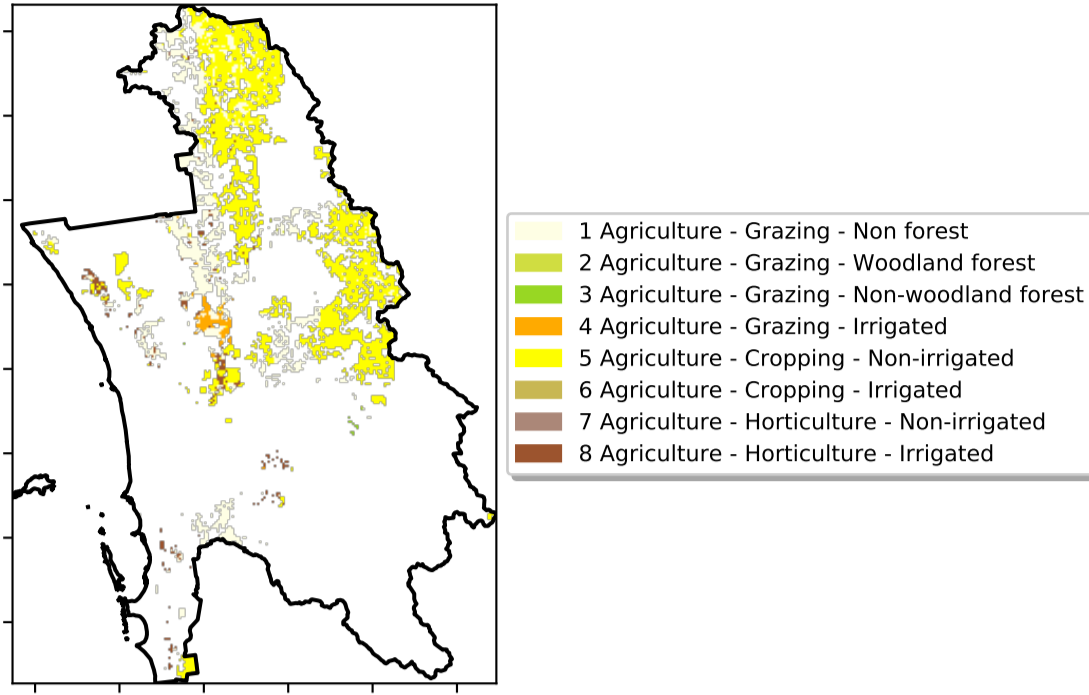 1 Agriculture - Grazing - Non forest
2 Agriculture - Grazing - Woodland forest
3 Agriculture - Grazing - Non-woodland forest
4 Agriculture - Grazing - Irrigated
5 Agriculture - Cropping - Non-irrigated
6 Agriculture - Cropping - Irrigated
7 Agriculture - Horticulture - Non-irrigated
8 Agriculture - Horticulture - Irrigated